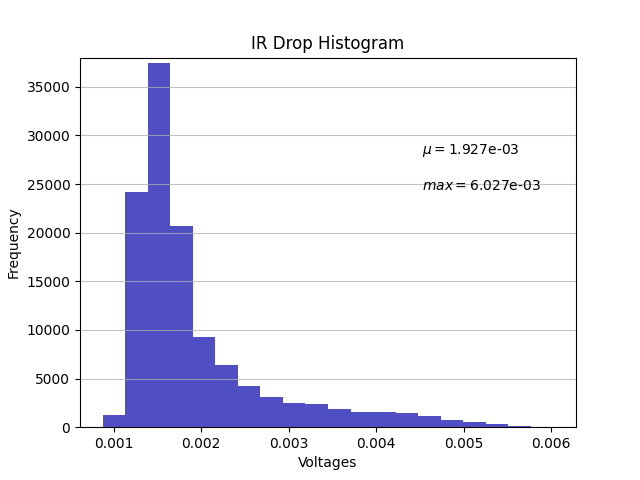 IR Drop Histogram
35000
30000
25000
20000
15000
10000
5000
0
Frequency
μ = 1.927e-03
max = 6.027e-03
0.001 0.002 0.003 0.004 0.005 0.006
Voltages